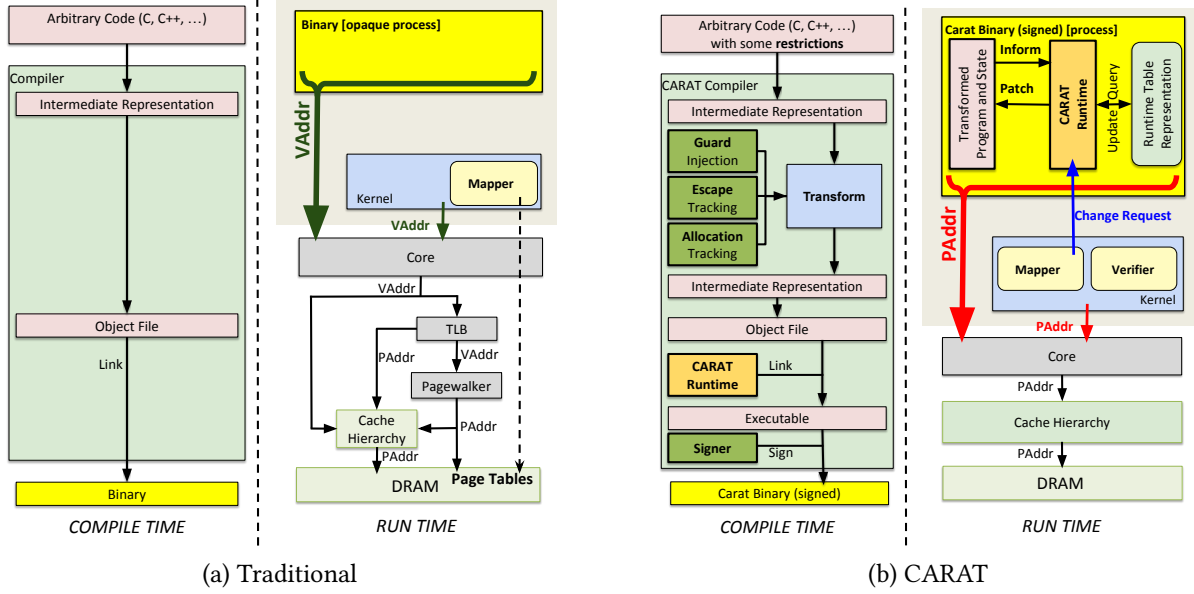 Arbitrary Code (C, C++, …)
Compiler
Intermediate Representation
Object File
Link
Binary
COMPILE TIME
Binary [opaque process]
VAddr
Mapper
Kernel
VAddr
Core
VAddr
TLB
PAddr
VAddr
Pagewalker
Cache
Hierarchy
PAddr
PAddr
Page Tables
DRAM
RUN TIME
(a) Traditional
Arbitrary Code (C, C++, …)
with some restrictions
CARAT Compiler
Intermediate Representation
Guard
Injection
Escape
Tracking
Allocation
Tracking
Transform
Intermediate Representation
Object File
CARAT
Runtime
Link
Executable
Signer
Sign
Carat Binary (signed)
COMPILE TIME
Carat Binary (signed) [process]
Transformed
Program and State
Inform
Patch
CARAT
Runtime
Update Query
Runtime Table
Representation
PAddr
Change Request
Mapper
Verifier
Kernel
PAddr
Core
PAddr
Cache Hierarchy
PAddr
DRAM
RUN TIME
(b) CARAT